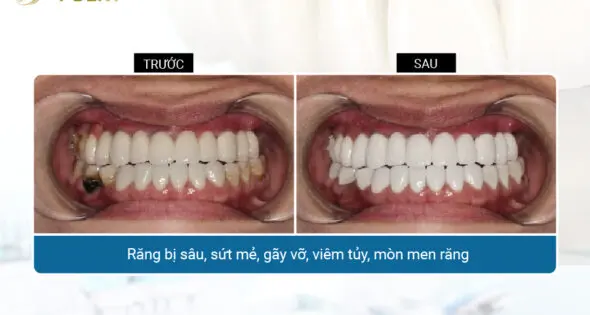 TRƯỚC
SAU
Răng bị sâu, sứt mẻ, gãy vỡ, viêm tủy, mòn men răng